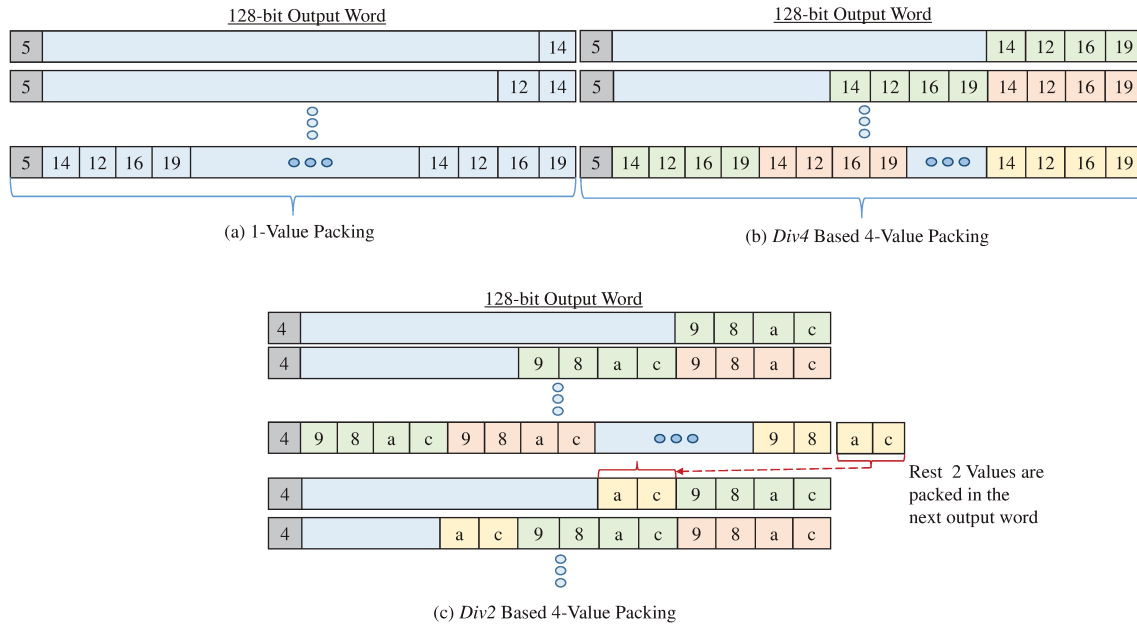 128-bit Output Word
5 14
5 12 14
5 14 12 16 19 14 12 16 19
(a) 1-Value Packing
128-bit Output Word
5 14 12 16 19
5 14 12 16 19 14 12 16 19
5 14 12 16 19 14 12 16 19 14 12 16 19
(b) Div4 Based 4-Value Packing
128-bit Output Word
4 9 8 a c
4 9 8 a c 9 8 a c
4 9 8 a c 9 8 a c 9 8 a c
Rest 2 Values are
packed in the
next output word
4 a c 9 8 a c
4 a c 9 8 a c 9 8 a c
(c) Div2 Based 4-Value Packing